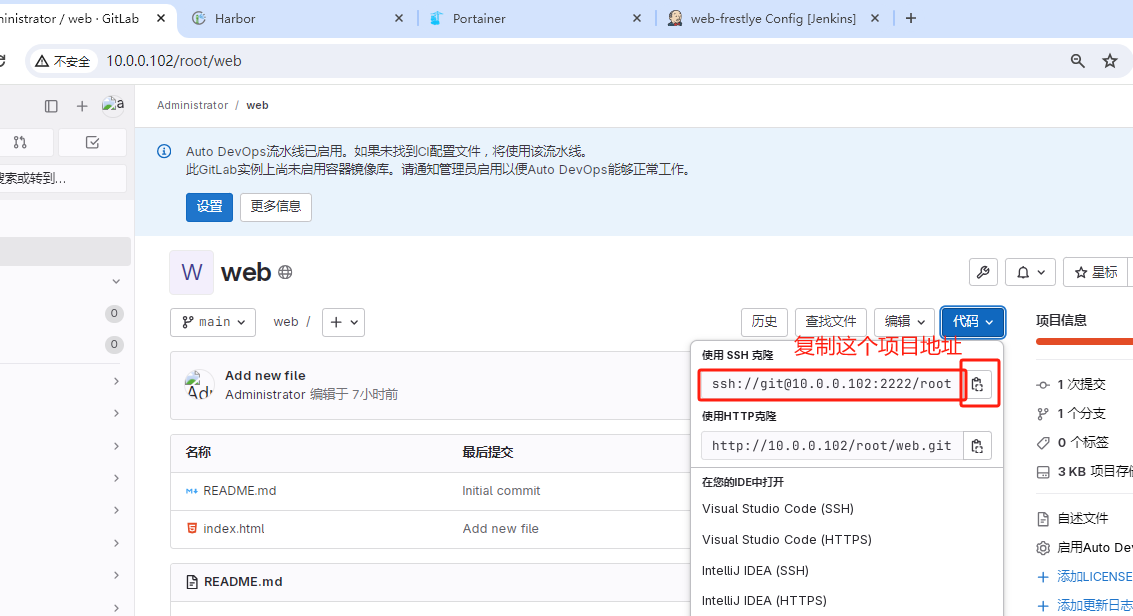 ministrator / web · GitLab
Harbor
Portainer
web-frestlye Config [Jenkins]
不安全
10.0.0.102/root/web
a
Administrator / web
搜索或转到...
Auto DevOps流水线已启用。如果未找到CI配置文件，将使用该流水线。
此GitLab实例上尚未启用容器镜像库。请通知管理员启用以便Auto DevOps能够正常工作。
设置
更多信息
W
web
星标
0
0
main
web /
历史
查找文件
编辑
代码
项目信息
复制这个项目地址
使用 SSH 克隆
ssh://git@10.0.0.102:2222/root
Add new file
Administrator 编辑于 7小时前
使用HTTP克隆
http://10.0.0.102/root/web.git
1 次提交
1 个分支
0 个标签
3 KB 项目存储
名称
最后提交
README.md
Initial commit
index.html
Add new file
在您的IDE中打开
Visual Studio Code (SSH)
Visual Studio Code (HTTPS)
IntelliJ IDEA (SSH)
IntelliJ IDEA (HTTPS)
README.md
自述文件
启用Auto Dev
添加LICENSE
添加更新日志